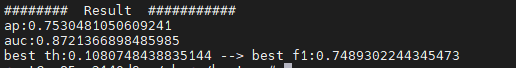 ######## Result ###########
ap:0.7530481050609241
auc:0.8721366898485985
best th:0.1080748438835144 --> best f1:0.7489302244345473